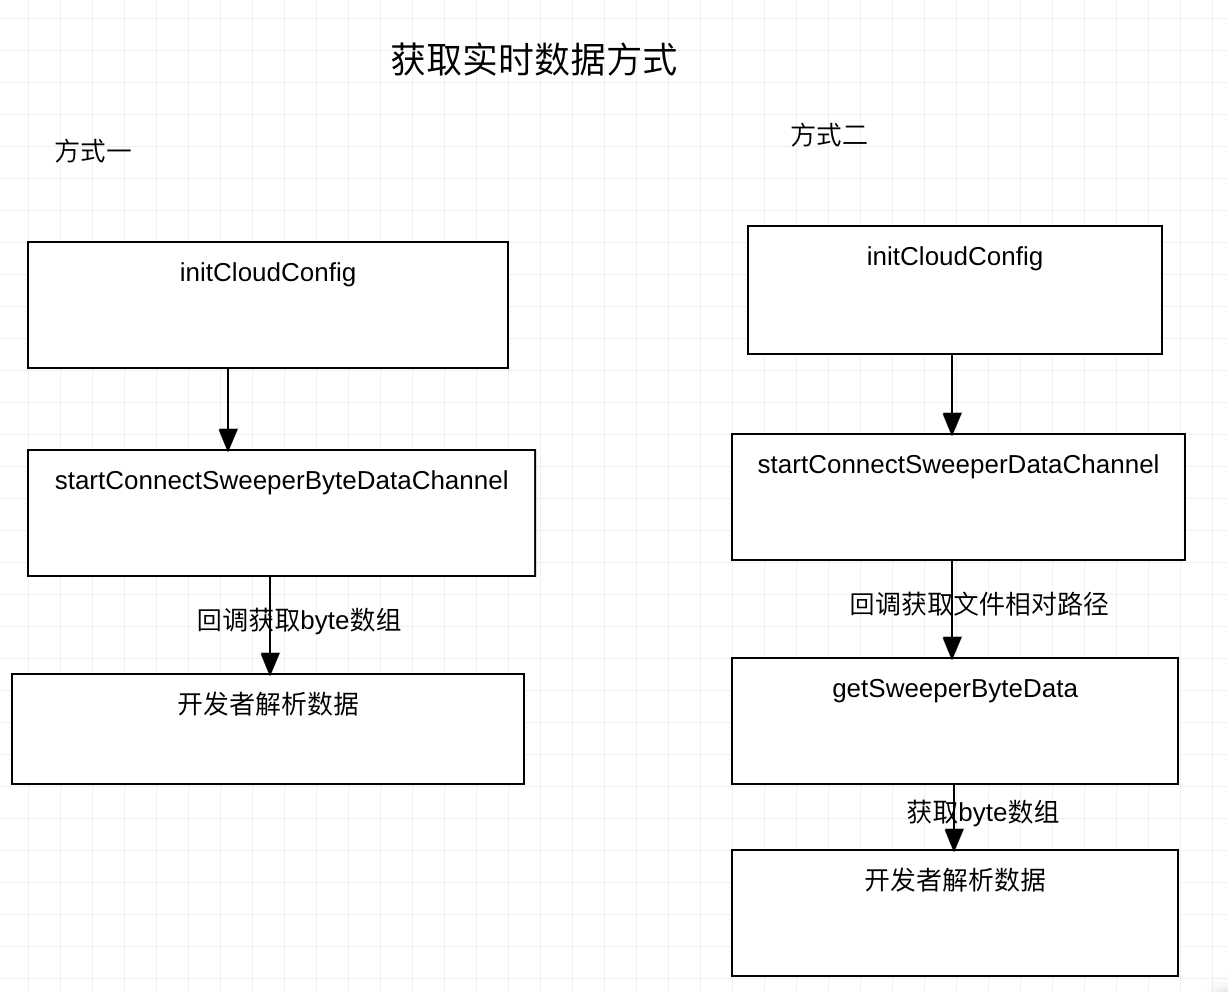 获取实时数据方式
方式一
initCloudConfig
startConnectSweeperByteDataChannel
回调获取byte数组
开发者解析数据
方式二
initCloudConfig
startConnectSweeperDataChannel
回调获取文件相对路径
getSweeperByteData
获取byte数组
开发者解析数据